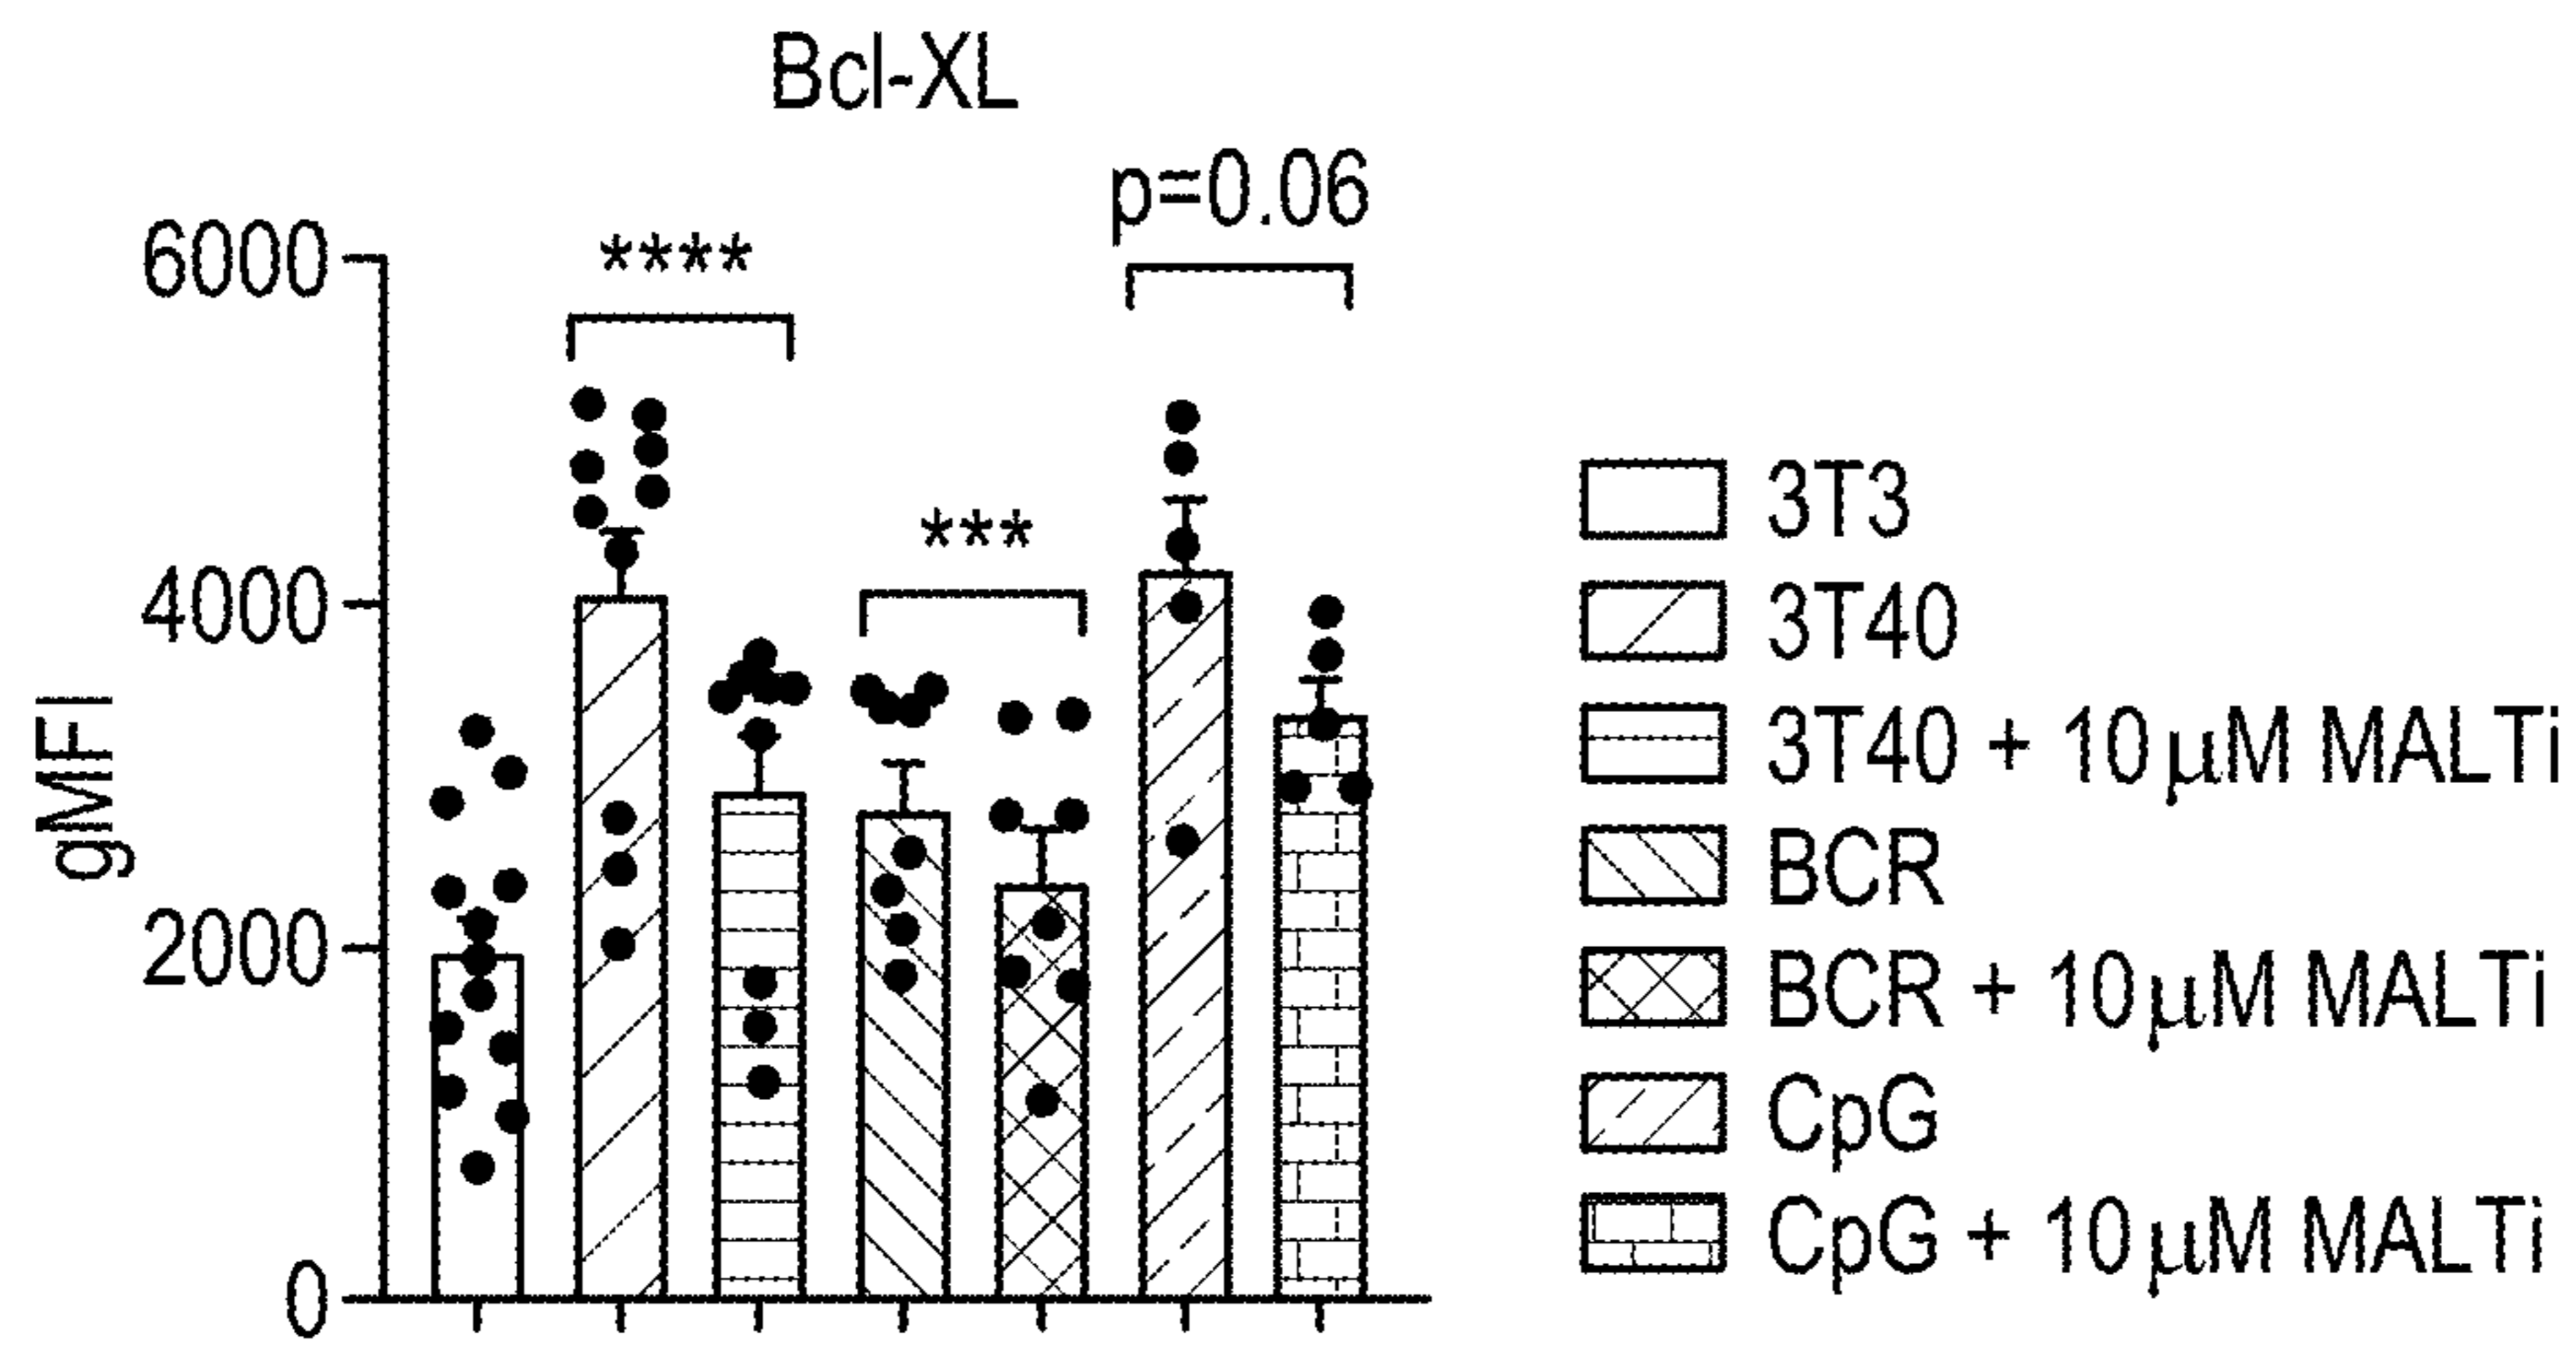 Bcl-XL
p=0.06
****
***
6000
4000
2000
0
gMFI
3T3
3T40
3T40 + 10 μM MALTi
BCR
BCR + 10 μM MALTi
CpG
CpG + 10 μM MALTi